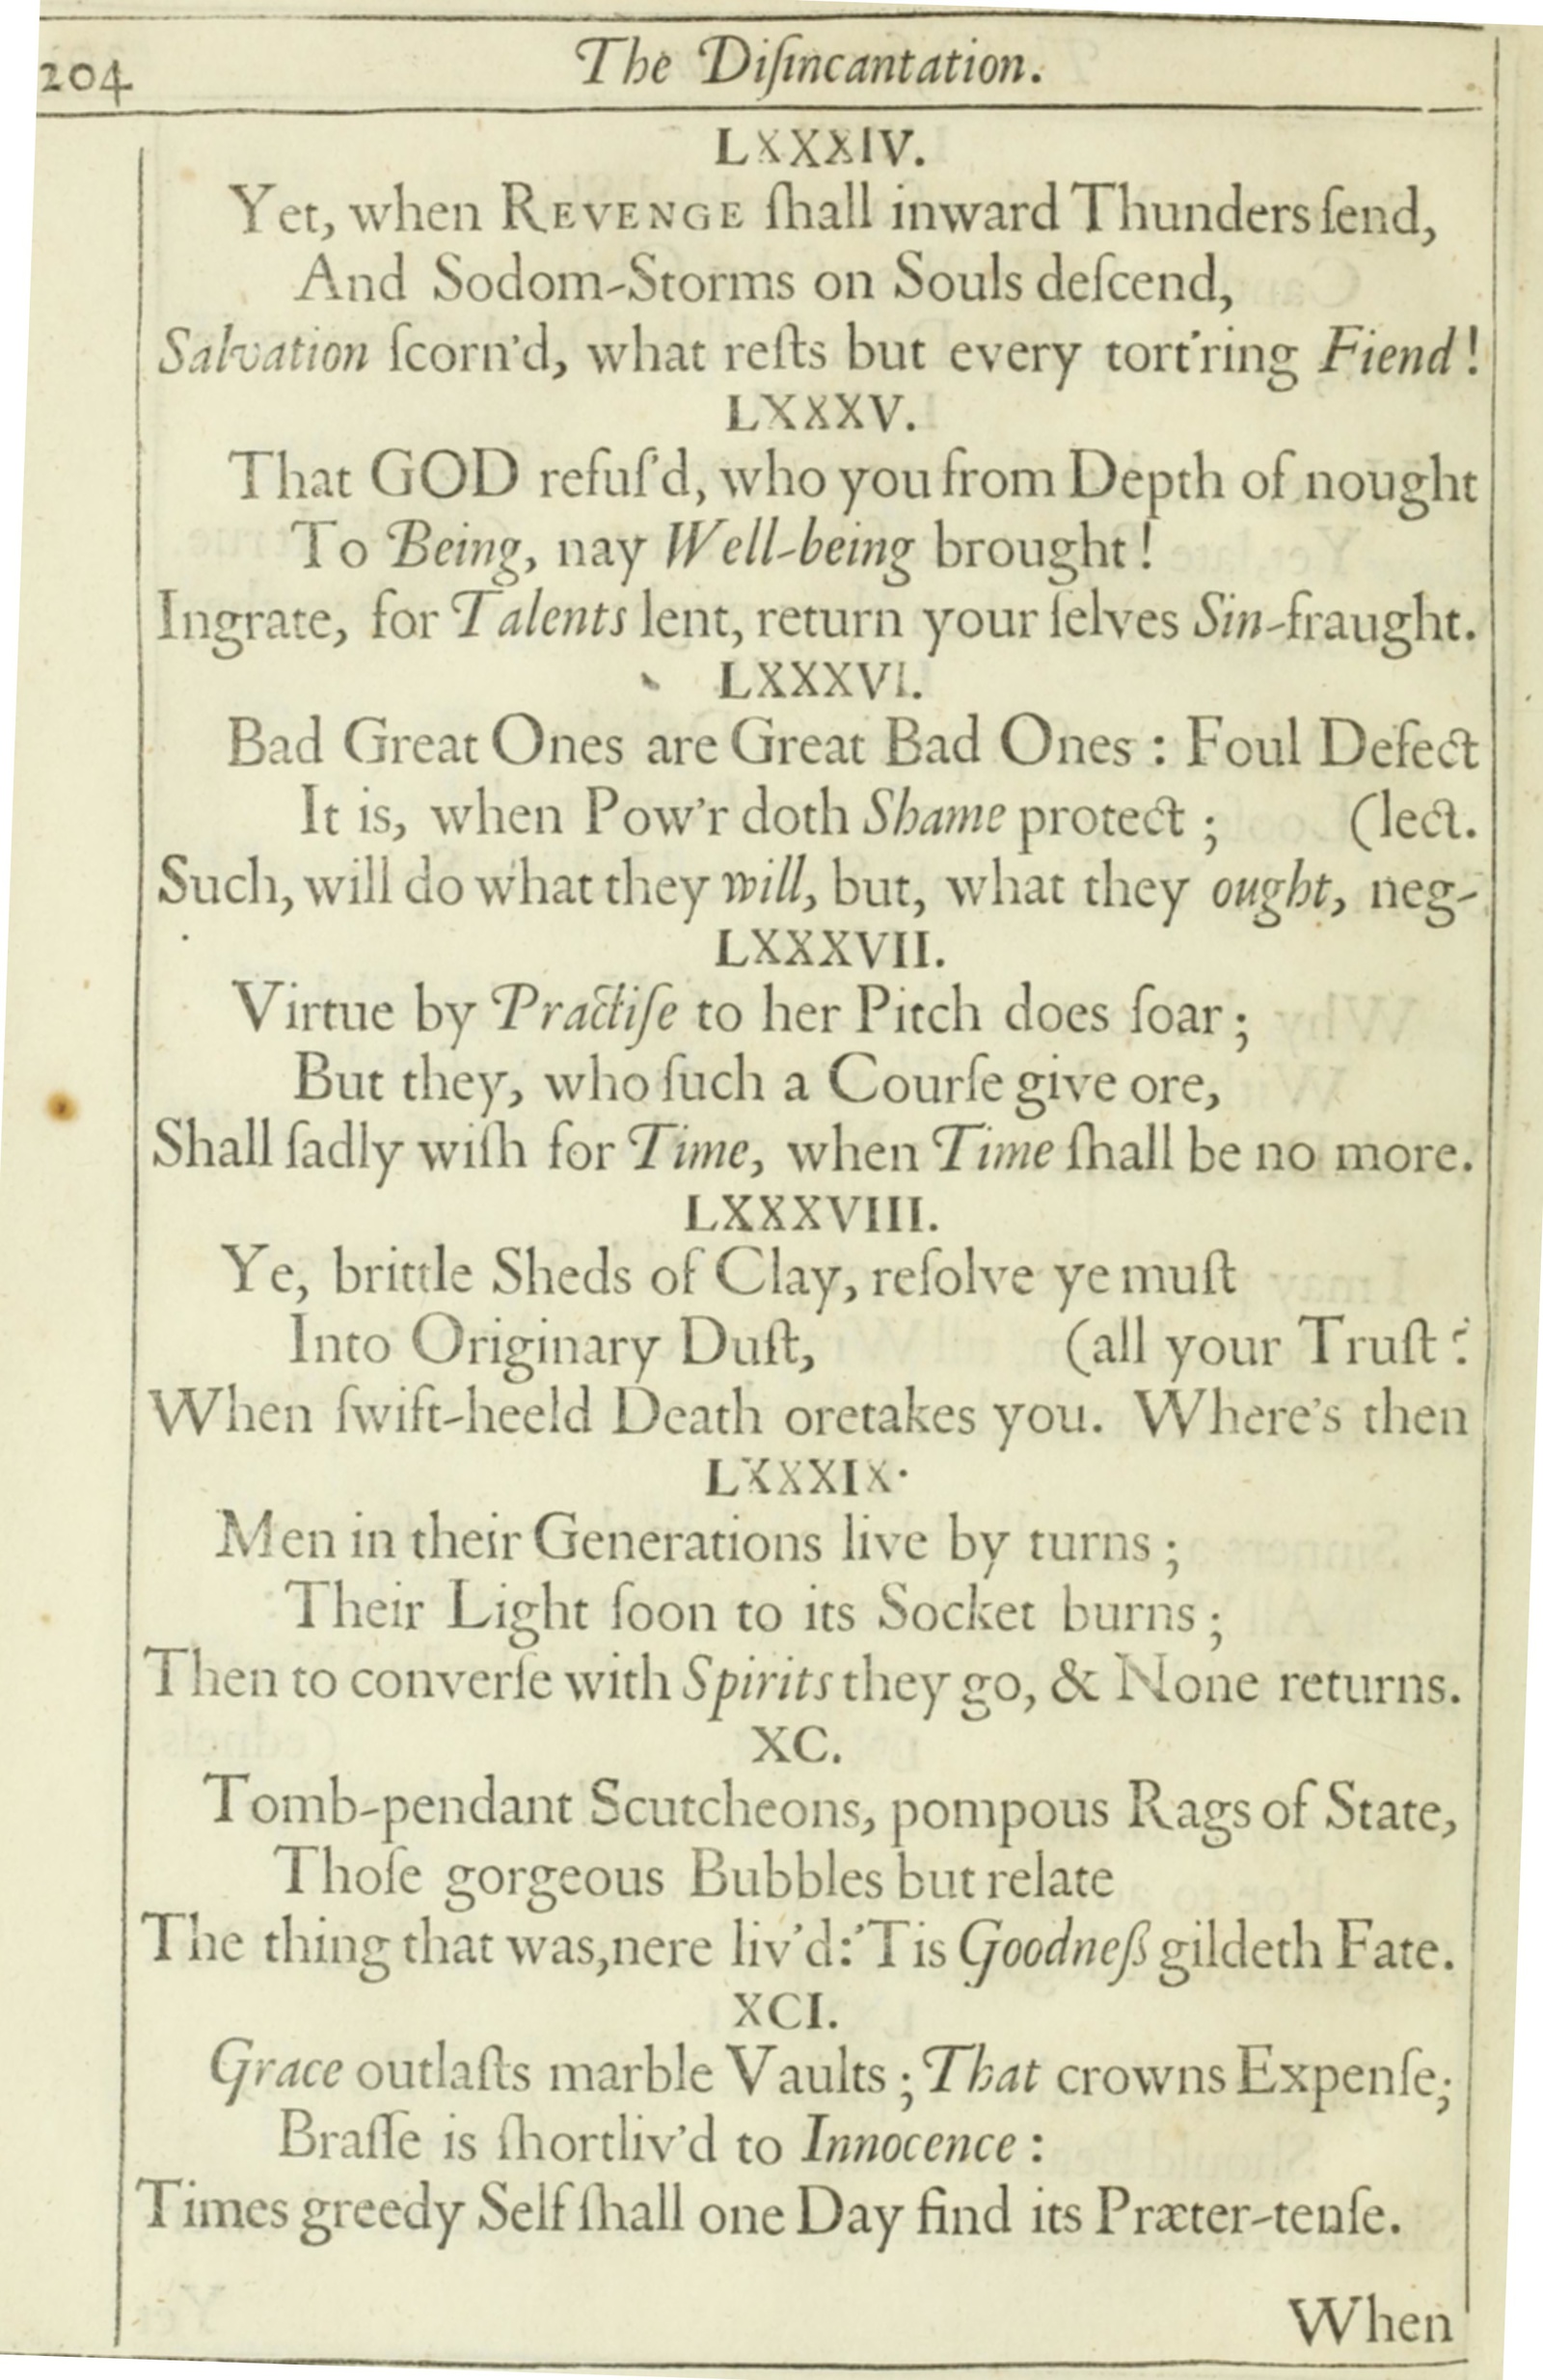 204
The Diſincantation.
LXXXIV.
Yet, when REVENGE ſhall inward Thunders ſend,
And Sodom-Storms on Souls deſcend,
Salvation ſcorn'd, what reſts but every tort'ring Fiend!
LXXXV.
That GOD refuſ'd, who you from Depth of nought
To Being, nay Well-being brought!
Ingrate, for Talents lent, return your ſelves Sin-fraught.
LXXXVI.
Bad Great Ones are Great Bad Ones: Foul Defect
It is, when Pow'r doth Shame protect; (lect.
Such, will do what they will, but, what they ought, neg-
LXXXVII.
Virtue by Practiſe to her Pitch does ſoar;
But they, who ſuch a Courſe give ore,
Shall ſadly wiſh for Time, when Time ſhall be no more.
LXXXVIII.
Ye, brittle Sheds of Clay, reſolve ye muſt
Into Originary Duſt, (all your Truſt?
When ſwift-heeld Death oretakes you. Where's then
LXXXIX.
Men in their Generations live by turns;
Their Light ſoon to its Socket burns;
Then to converſe with Spirits they go, & None returns.
XC.
Tomb-pendant Scutcheons, pompous Rags of State,
Thoſe gorgeous Bubbles but relate
The thing that was, nere liv'd: 'Tis Goodneß gildeth Fate.
XCI.
Grace outlaſts marble Vaults; That crowns Expenſe;
Braſſe is ſhortliv'd to Innocence:
Times greedy Self ſhall one Day find its Præter-tenſe.
When